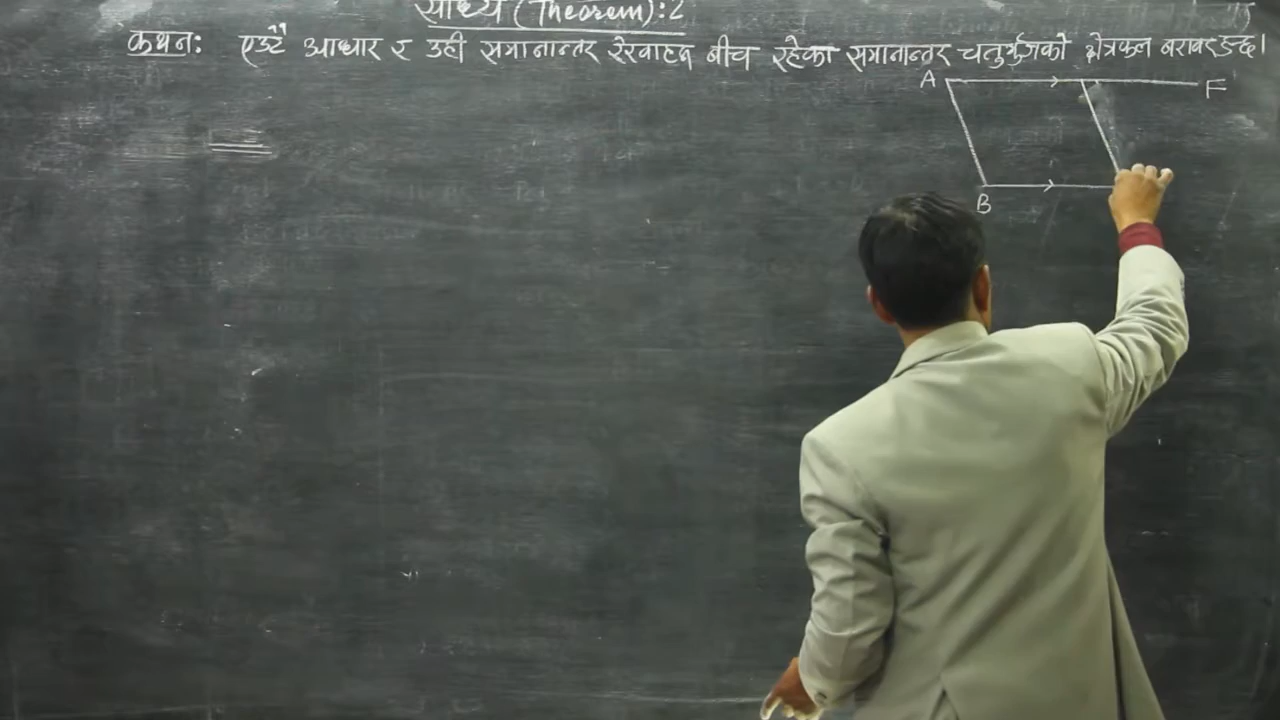 साध्य (Theorem):2
कथन: एउटै आधार र उही समानान्तर रेखाहरू बीच रहेका समानान्तर चतुर्भुजको क्षेत्रफल बराबर हुन्छ।
A F
B